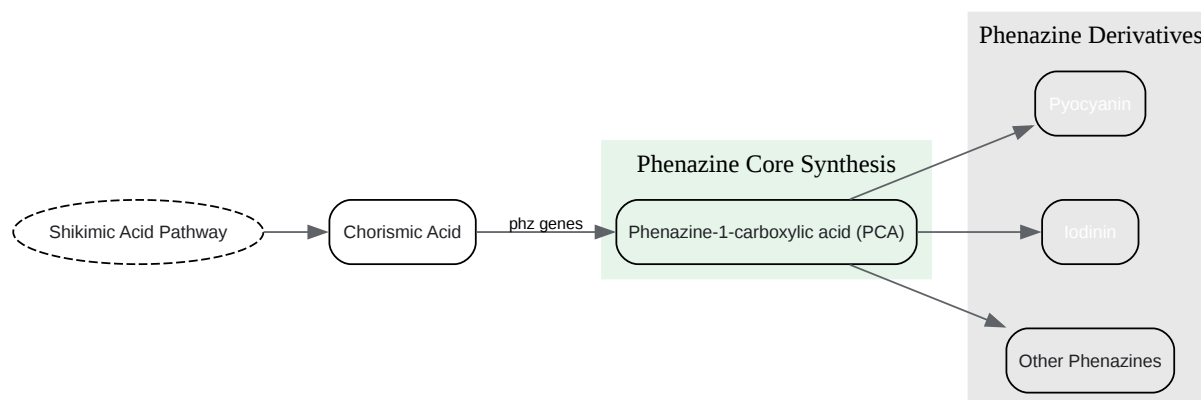 Phenazine Derivatives
Pyocyanin
Phenazine Core Synthesis
Shikimic Acid Pathway
Chorismic Acid
phz genes
Phenazine-1-carboxylic acid (PCA)
Iodinin
Other Phenazines